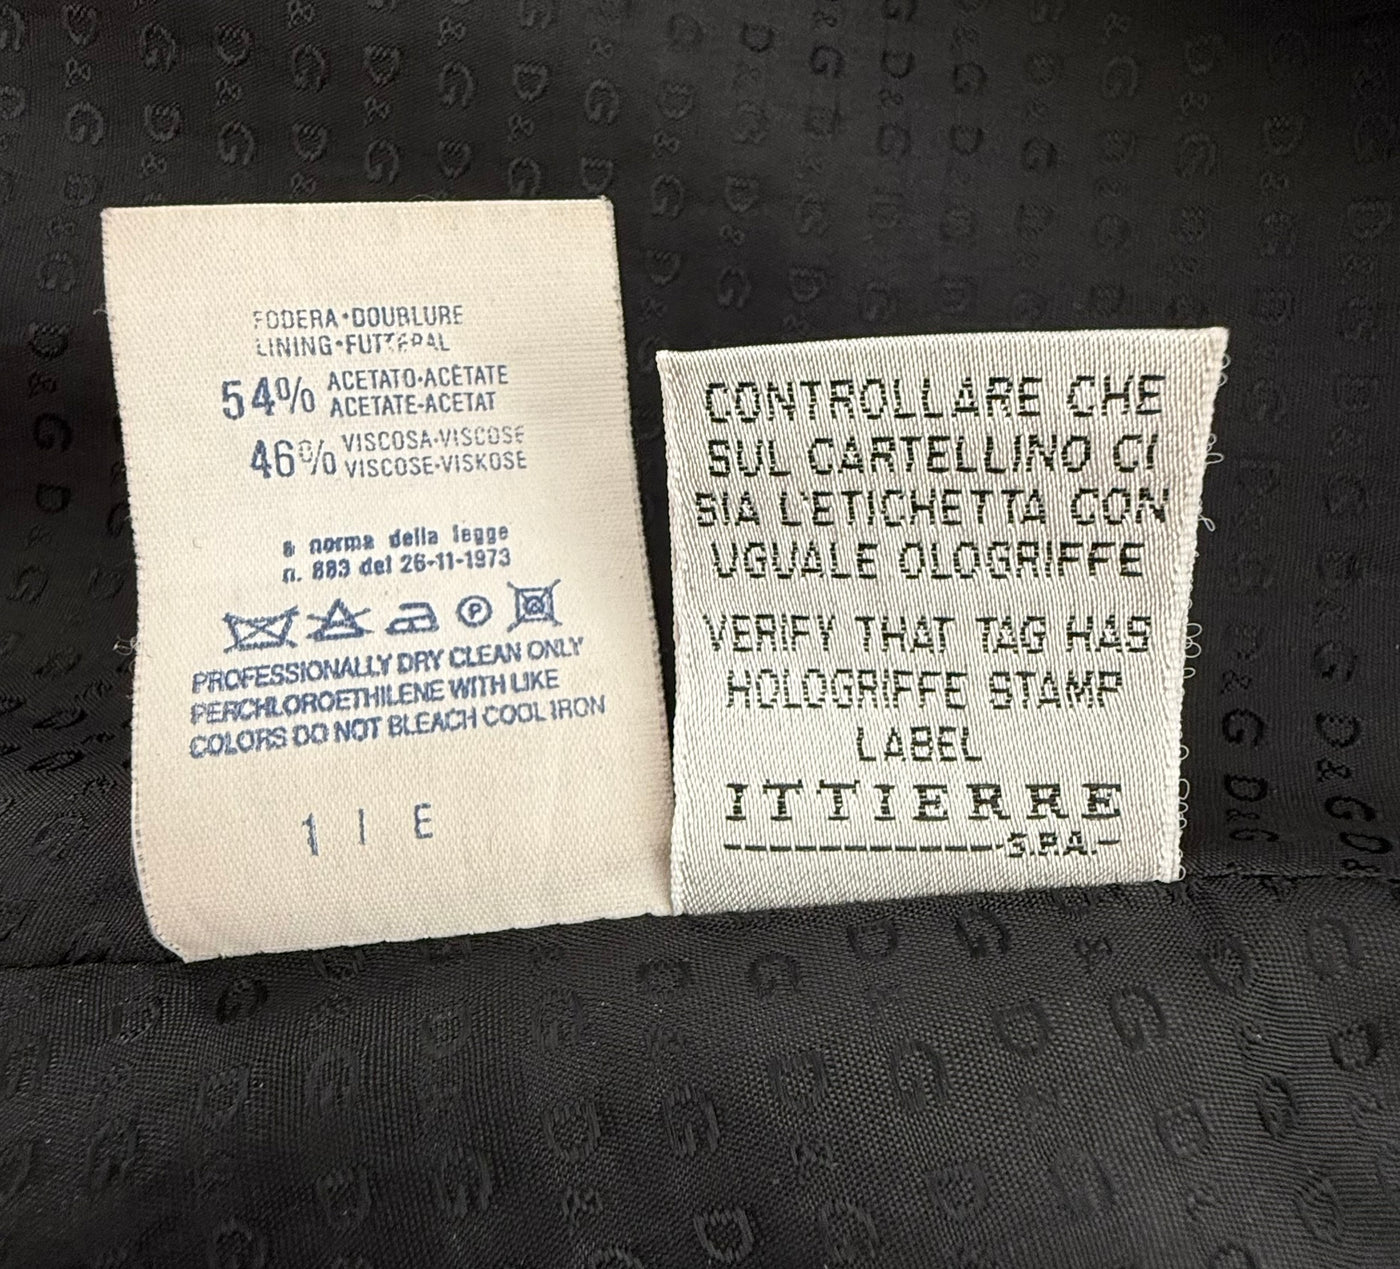 FODERA·DOUBLURE
LINING·FUTTERAL
54% ACETATO·ACÈTATE
ACETATE-ACETAT
46% VISCOSA·VISCOSE
VISCOSE-VISKOSE
a norma della legge
n. 883 del 26-11-1973
P
PROFESSIONALLY DRY CLEAN ONLY
PERCHLOROETHILENE WITH LIKE
COLORS DO NOT BLEACH COOL IRON
1 I E
CONTROLLARE CHE
SUL CARTELLINO CI
SIA L'ETICHETTA CON
UGUALE OLOGRIFFE
VERIFY THAT TAG HAS
HOLOGRIFFE STAMP
LABEL
ITTIERRE
S.P.A.
D&G